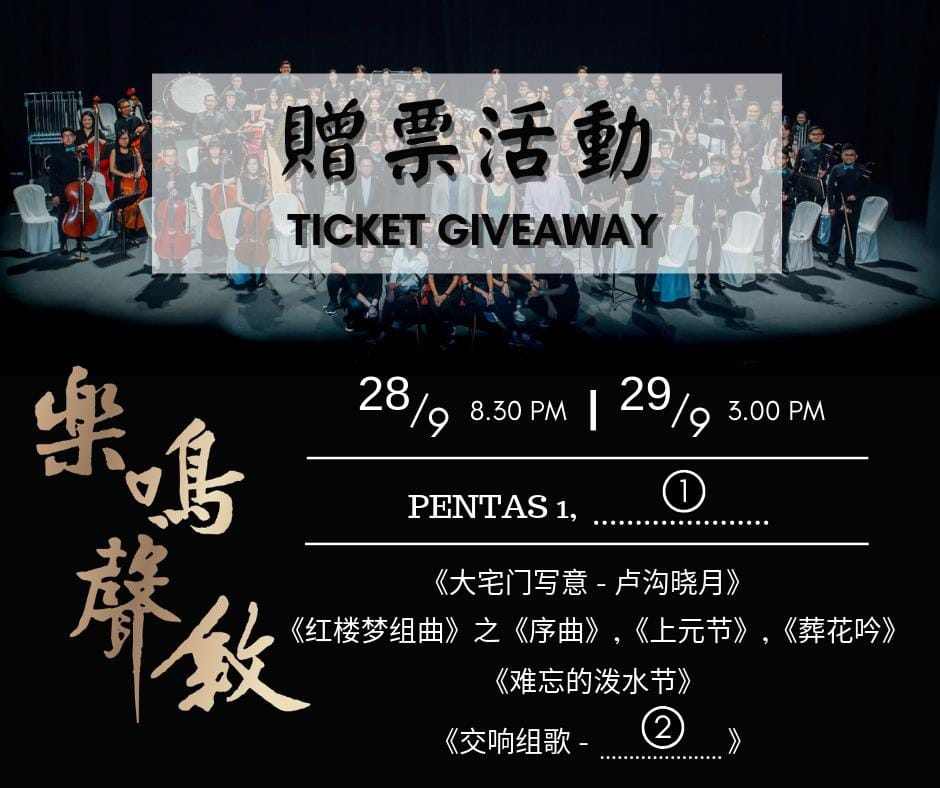 贈票活動
TICKET GIVEAWAY
楽鳴聲敘
28/9 8.30 PM | 29/9 3.00 PM
PENTAS 1, ...................... ①
《大宅门写意 - 卢沟晓月》
《红楼梦组曲》之《序曲》,《上元节》,《葬花吟》
《难忘的泼水节》
《交响组歌 - ...................... ② 》